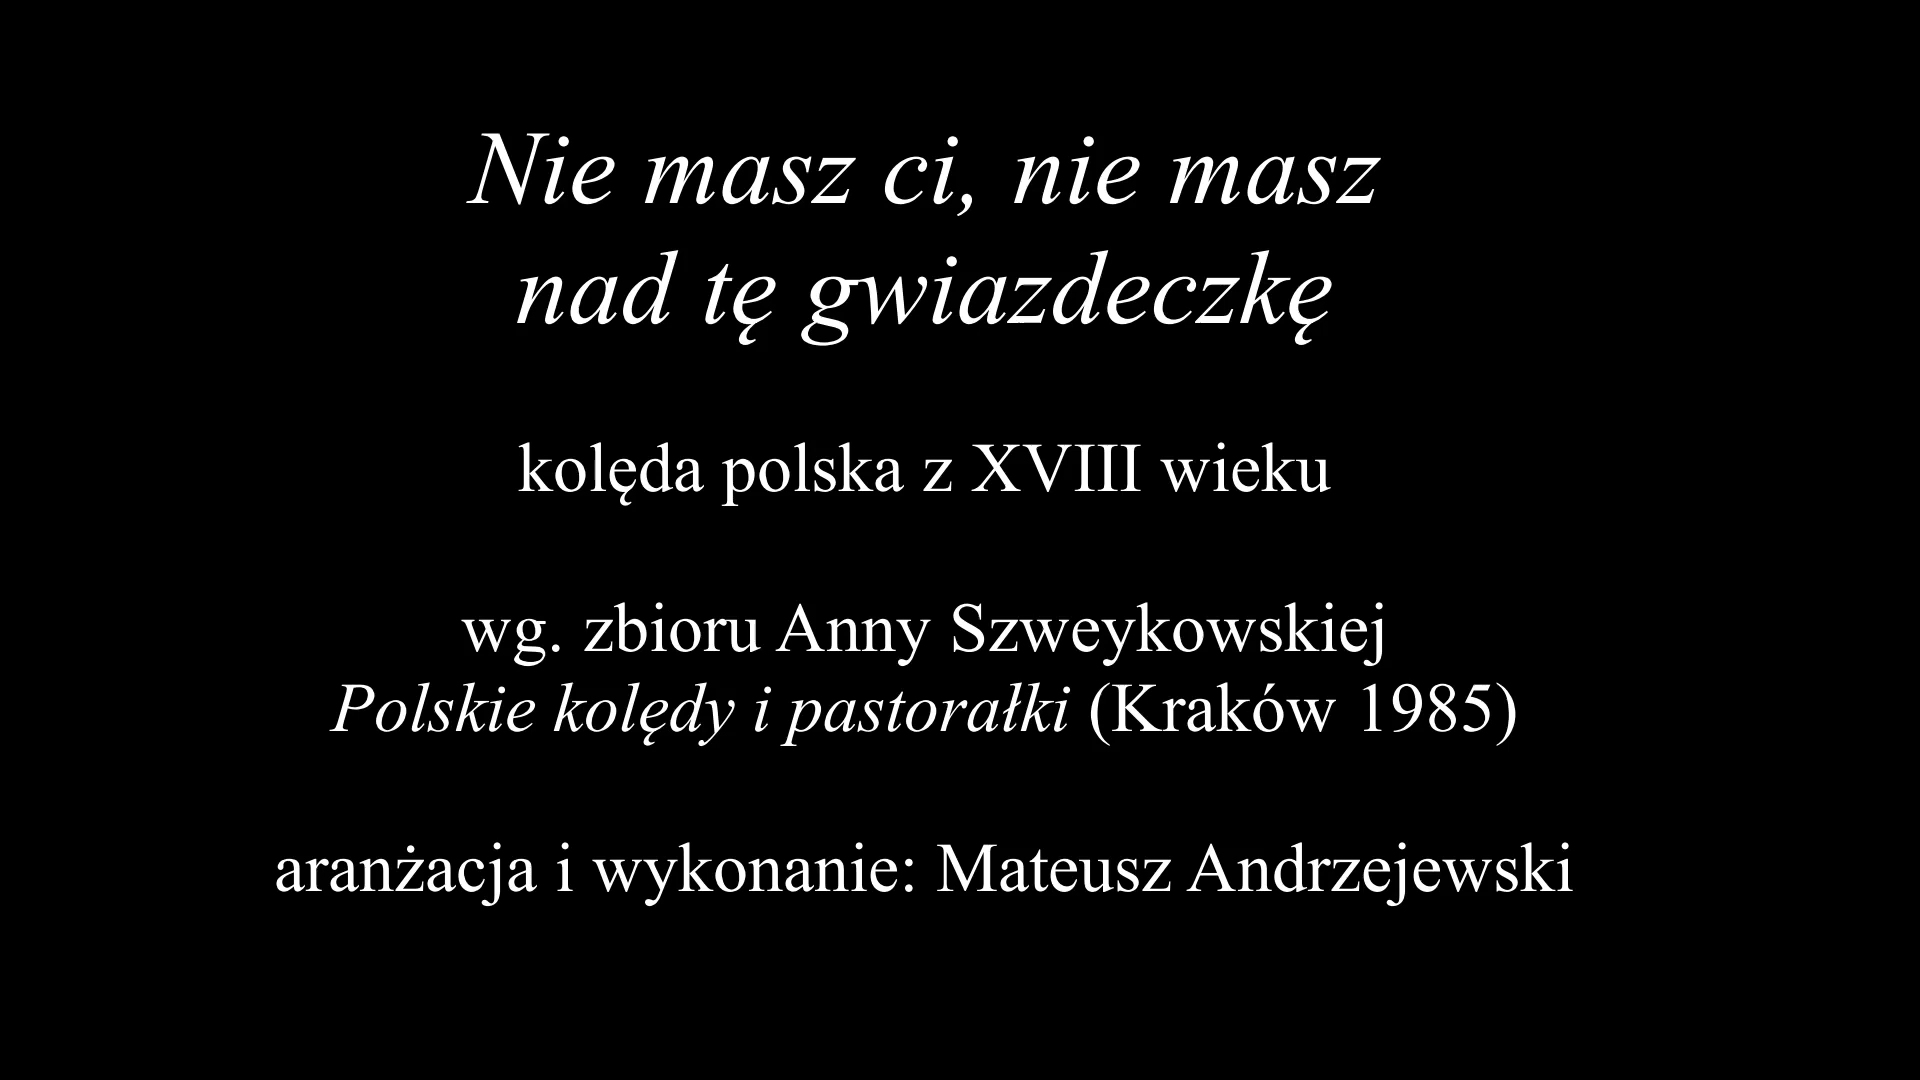 Nie masz ci, nie masz
nad tę gwiazdeczkę
kolęda polska z XVIII wieku
wg. zbioru Anny Szweykowskiej
Polskie kolędy i pastorałki (Kraków 1985)
aranżacja i wykonanie: Mateusz Andrzejewski